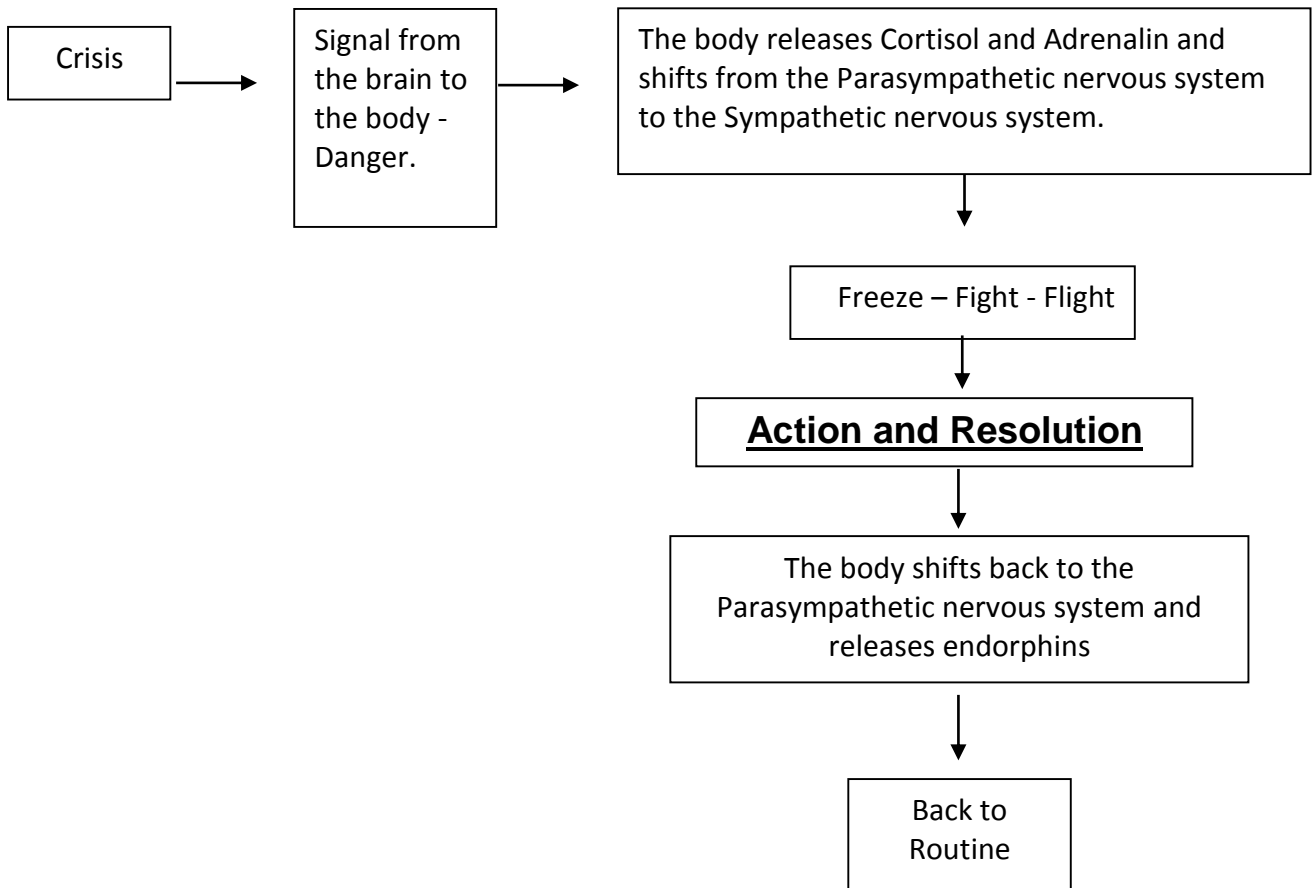 Crisis
Signal from
the brain to
the body -
Danger.
The body releases Cortisol and Adrenalin and
shifts from the Parasympathetic nervous system
to the Sympathetic nervous system.
Freeze – Fight - Flight
Action and Resolution
The body shifts back to the
Parasympathetic nervous system and
releases endorphins
Back to
Routine